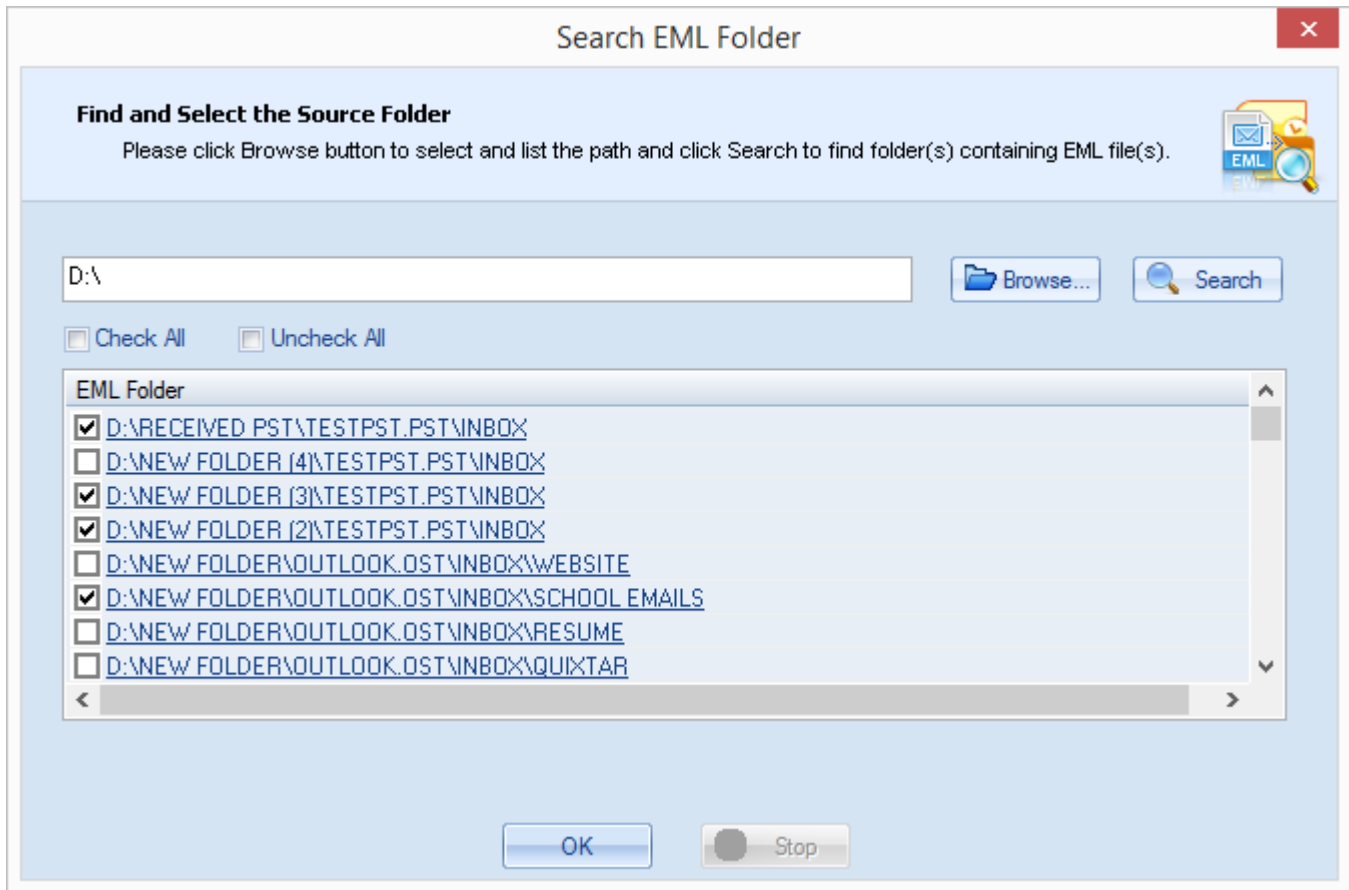 Search EML Folder
Find and Select the Source Folder
Please click Browse button to select and list the path and click Search to find folder(s) containing EML file(s).
EML
D:\
Browse...
Search
Check All
Uncheck All
EML Folder
D:\RECEIVED PST\TESTPST.PST\INBOX
D:\NEW FOLDER (4)\TESTPST.PST\INBOX
D:\NEW FOLDER (3)\TESTPST.PST\INBOX
D:\NEW FOLDER (2)\TESTPST.PST\INBOX
D:\NEW FOLDER\OUTLOOK.OST\INBOX\WEBSITE
D:\NEW FOLDER\OUTLOOK.OST\INBOX\SCHOOL EMAILS
D:\NEW FOLDER\OUTLOOK.OST\INBOX\RESUME
D:\NEW FOLDER\OUTLOOK.OST\INBOX\QUIXTAR
OK
Stop